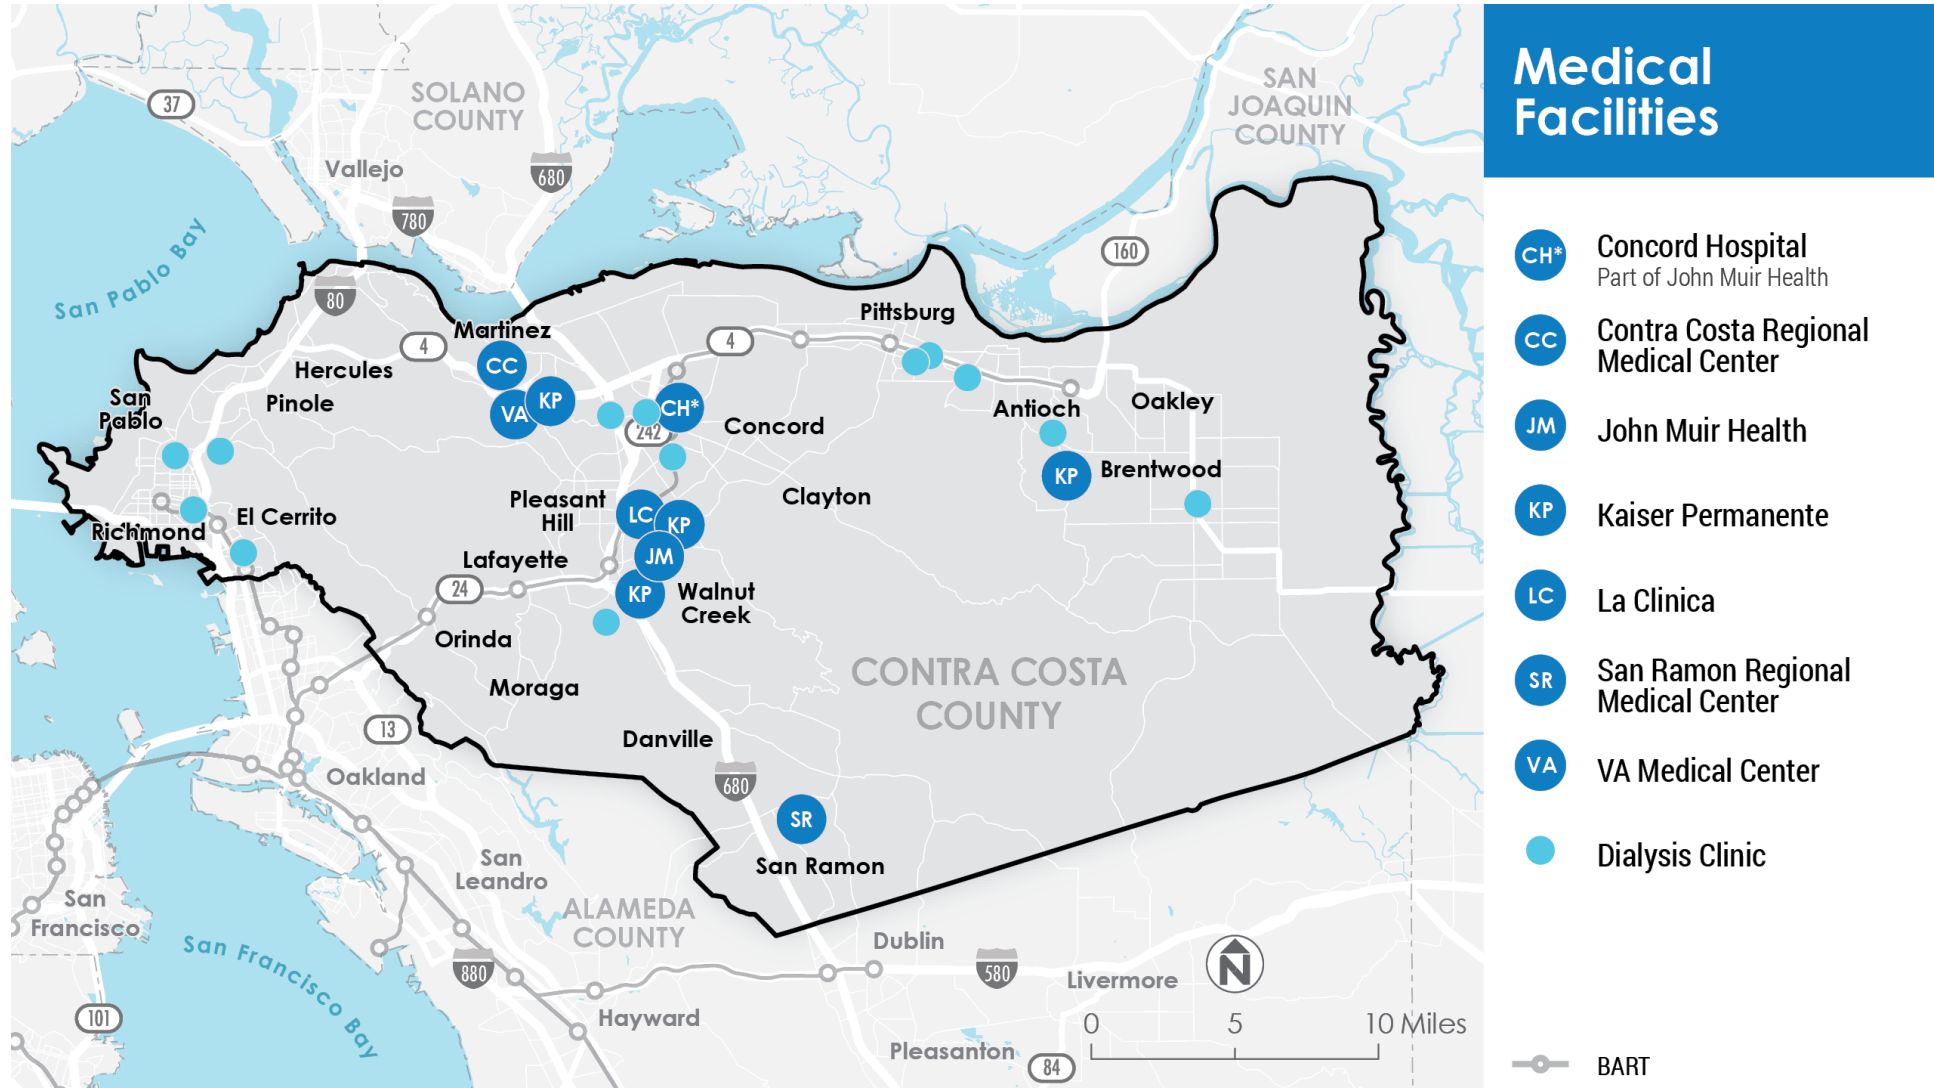 Medical
Facilities
CH*
Concord Hospital
Part of John Muir Health
CC
Contra Costa Regional
Medical Center
JM
John Muir Health
KP
Kaiser Permanente
LC
La Clinica
SR
San Ramon Regional
Medical Center
VA
VA Medical Center
Dialysis Clinic
BART
37
SOLANO
COUNTY
SAN
JOAQUIN
COUNTY
Vallejo
680
780
San Pablo Bay
160
80
Martinez
4
Pittsburg
4
Hercules
CC
San
Pablo
Pinole
VA
KP
CH*
242
Concord
Antioch
Oakley
KP
Brentwood
Clayton
Pleasant
Hill
LC
KP
El Cerrito
Richmond
Lafayette
JM
24
KP
Walnut
Creek
Orinda
Moraga
CONTRA COSTA
COUNTY
13
Danville
Oakland
680
SR
San Ramon
San
Leandro
San
Francisco
ALAMEDA
COUNTY
San Francisco Bay
880
Dublin
580
Livermore
N
101
Hayward
0
5
10 Miles
Pleasanton
84